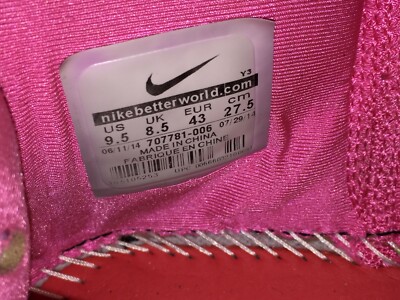 Y3
nikebetterworld.com
US UK EUR cm
9.5 8.5 43 27.5
06/11/14 707781-006 07/29/14
MADE IN CHINA
FABRIQUE EN CHINE
UPC